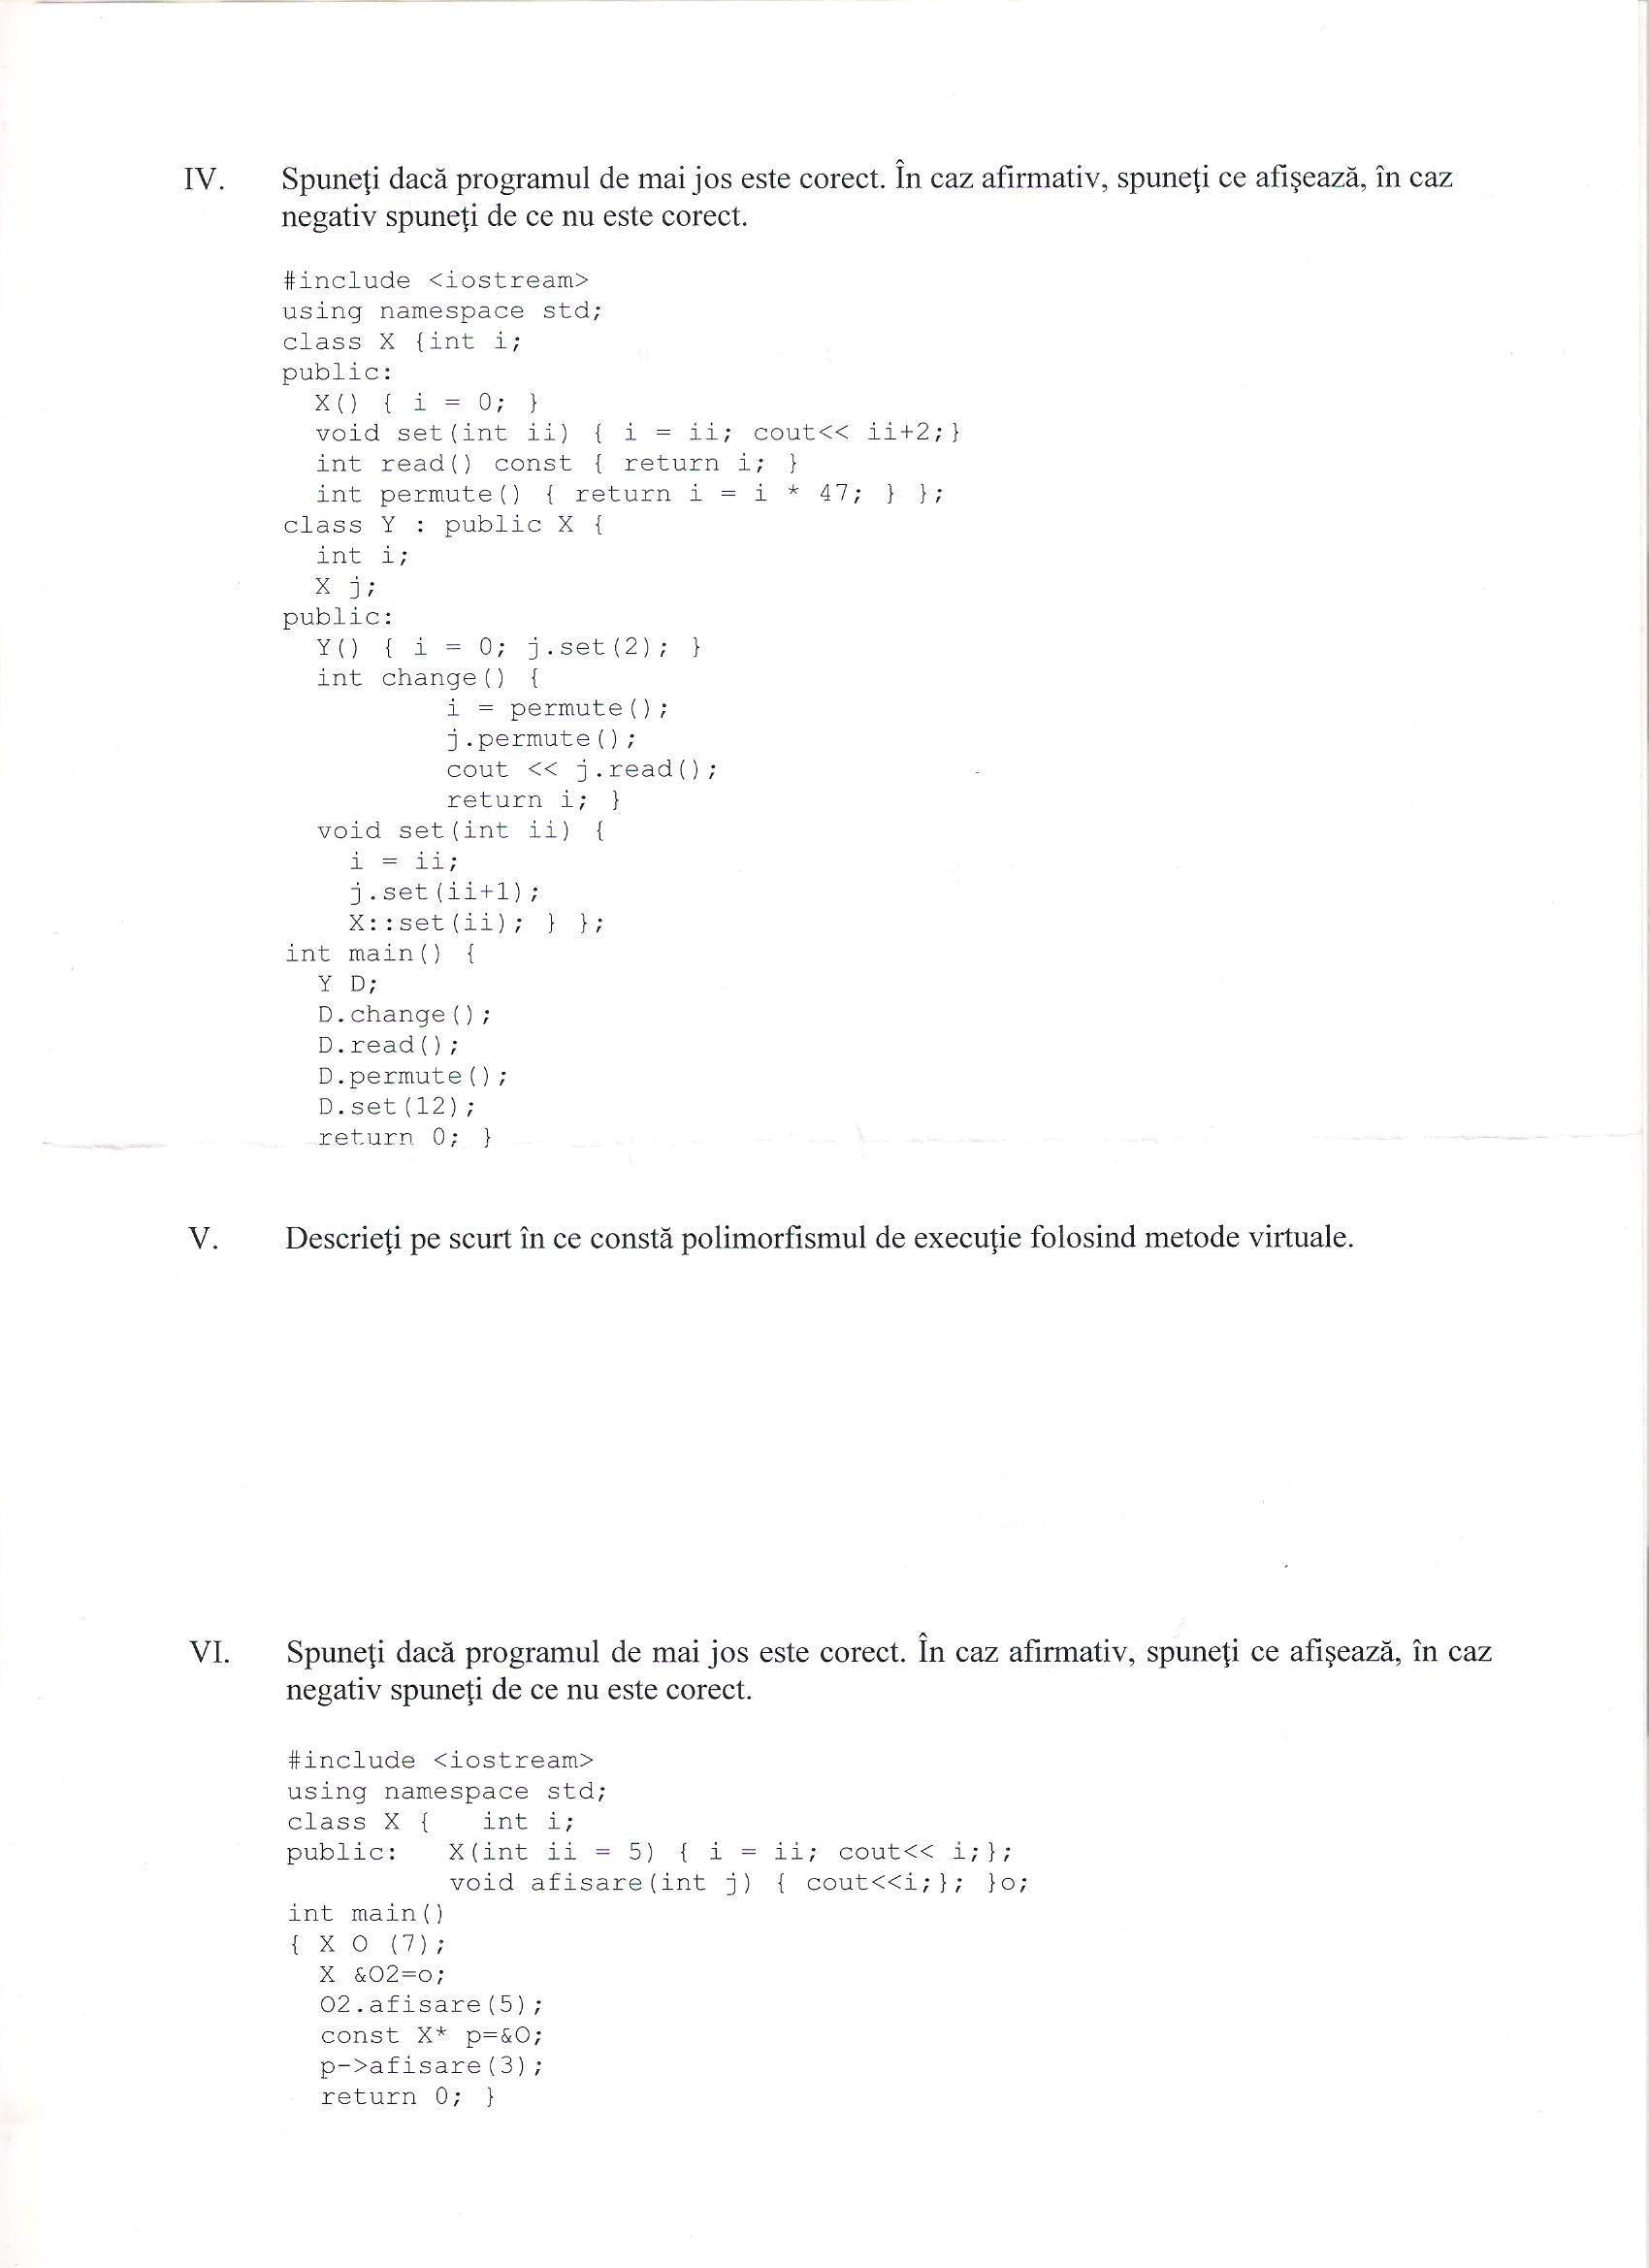 IV. Spuneţi dacă programul de mai jos este corect. În caz afirmativ, spuneţi ce afişează, în caz
negativ spuneţi de ce nu este corect.
#include <iostream>
using namespace std;
class X {int i;
public:
  X() { i = 0; }
  void set(int ii) { i = ii; cout<< ii+2;}
  int read() const { return i; }
  int permute() { return i = i * 47; } };
class Y : public X {
  int i;
  X j;
public:
  Y() { i = 0; j.set(2); }
  int change() {
          i = permute();
          j.permute();
          cout << j.read();
          return i; }
  void set(int ii) {
    i = ii;
    j.set(ii+1);
    X::set(ii); } };
int main() {
  Y D;
  D.change();
  D.read();
  D.permute();
  D.set(12);
  return 0; }
V. Descrieţi pe scurt în ce constă polimorfismul de execuţie folosind metode virtuale.
VI. Spuneţi dacă programul de mai jos este corect. În caz afirmativ, spuneţi ce afişează, în caz
negativ spuneţi de ce nu este corect.
#include <iostream>
using namespace std;
class X {   int i;
public:   X(int ii = 5) { i = ii; cout<< i;};
          void afisare(int j) { cout<<i;}; }o;
int main()
{ X O (7);
  X &O2=o;
  O2.afisare(5);
  const X* p=&O;
  p->afisare(3);
  return 0; }